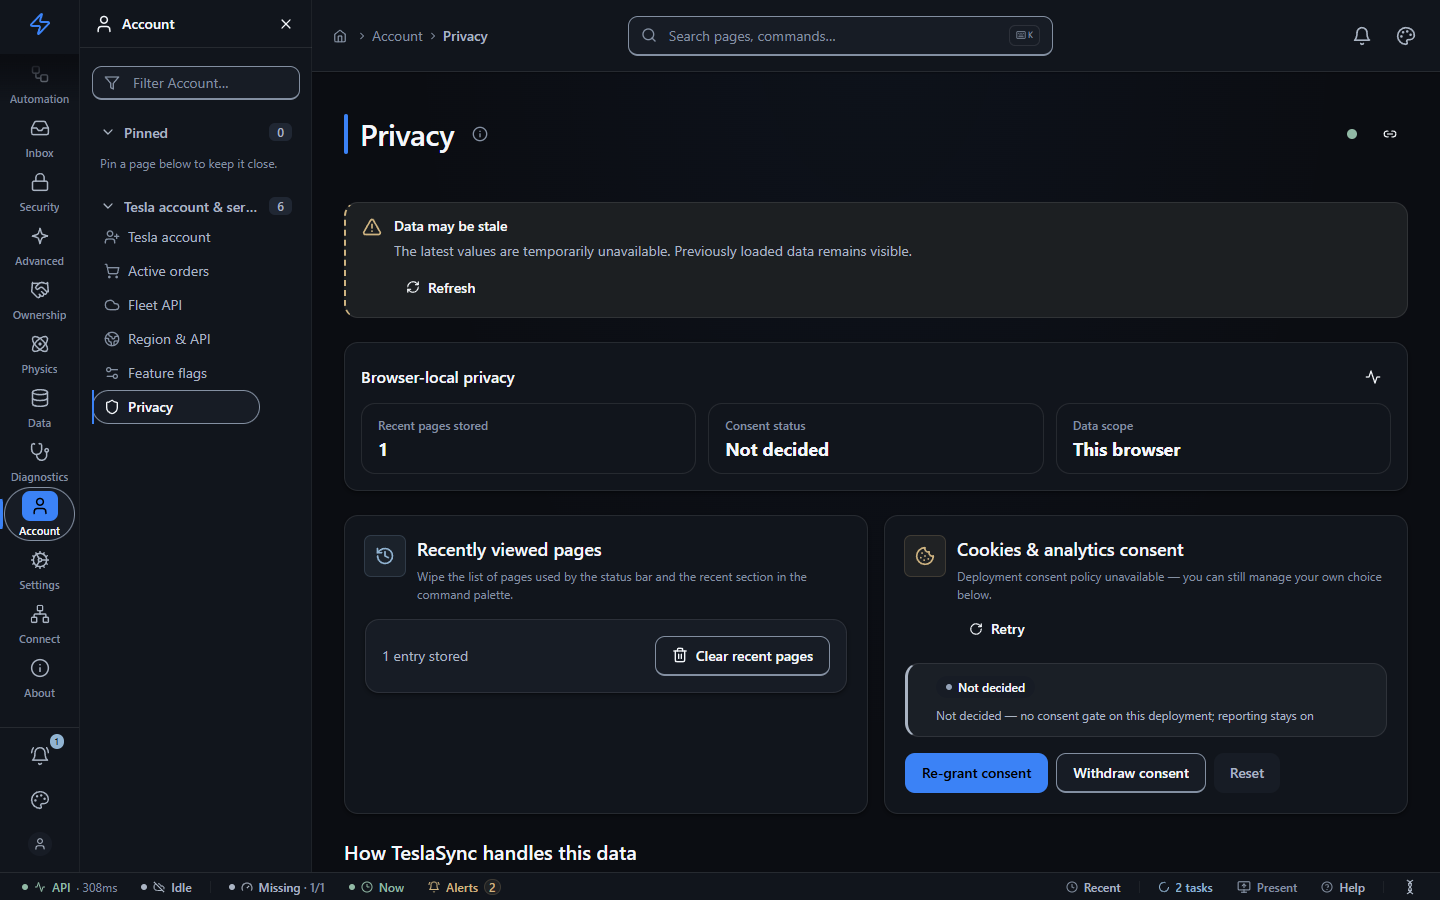 Automation
Inbox
Security
Advanced
Ownership
Physics
Data
Diagnostics
Account
Settings
Connect
About
1
Account
Filter Account...
Pinned 0
Pin a page below to keep it close.
Tesla account & ser... 6
Tesla account
Active orders
Fleet API
Region & API
Feature flags
Privacy
Account > Privacy
Search pages, commands... K
Privacy
Data may be stale
The latest values are temporarily unavailable. Previously loaded data remains visible.
Refresh
Browser-local privacy
Recent pages stored
1
Consent status
Not decided
Data scope
This browser
Recently viewed pages
Wipe the list of pages used by the status bar and the recent section in the
command palette.
1 entry stored
Clear recent pages
Cookies & analytics consent
Deployment consent policy unavailable — you can still manage your own choice
below.
Retry
Not decided
Not decided — no consent gate on this deployment; reporting stays on
Re-grant consent Withdraw consent Reset
How TeslaSync handles this data
API · 308ms Idle Missing · 1/1 Now Alerts 2 Recent 2 tasks Present Help